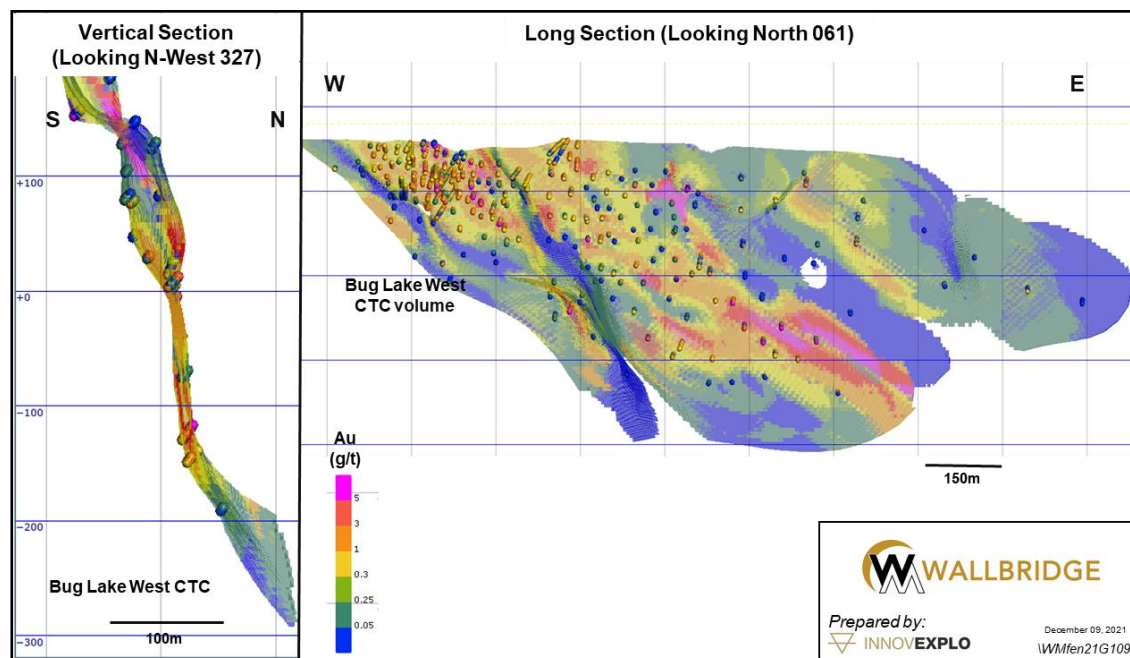 Vertical Section
(Looking N-West 327)
S
N
+100
+0
-100
-200
-300
Bug Lake West CTC
100m
Long Section (Looking North 061)
W
E
Bug Lake West
CTC volume
Au
(g/t)
5
3
1
0.3
0.25
0.05
150m
WALLBRIDGE
Prepared by:
INNOVEXPLO
December 09, 2021
\WMfen21G109